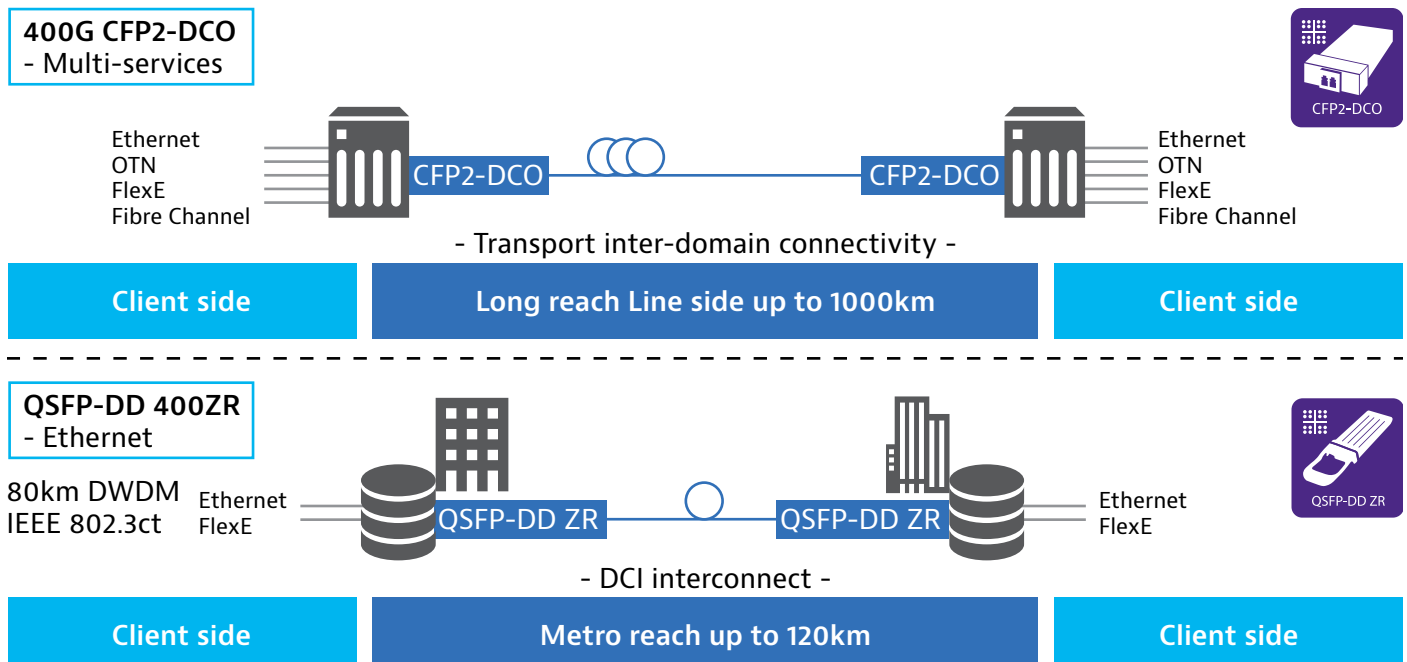 400G CFP2-DCO
- Multi-services
CFP2-DCO
Ethernet
OTN
FlexE
Fibre Channel
CFP2-DCO
CFP2-DCO
Ethernet
OTN
FlexE
Fibre Channel
- Transport inter-domain connectivity -
Client side
Long reach Line side up to 1000km
Client side
QSFP-DD 400ZR
- Ethernet
QSFP-DD ZR
80km DWDM
IEEE 802.3ct
Ethernet
FlexE
QSFP-DD ZR
QSFP-DD ZR
Ethernet
FlexE
- DCI interconnect -
Client side
Metro reach up to 120km
Client side